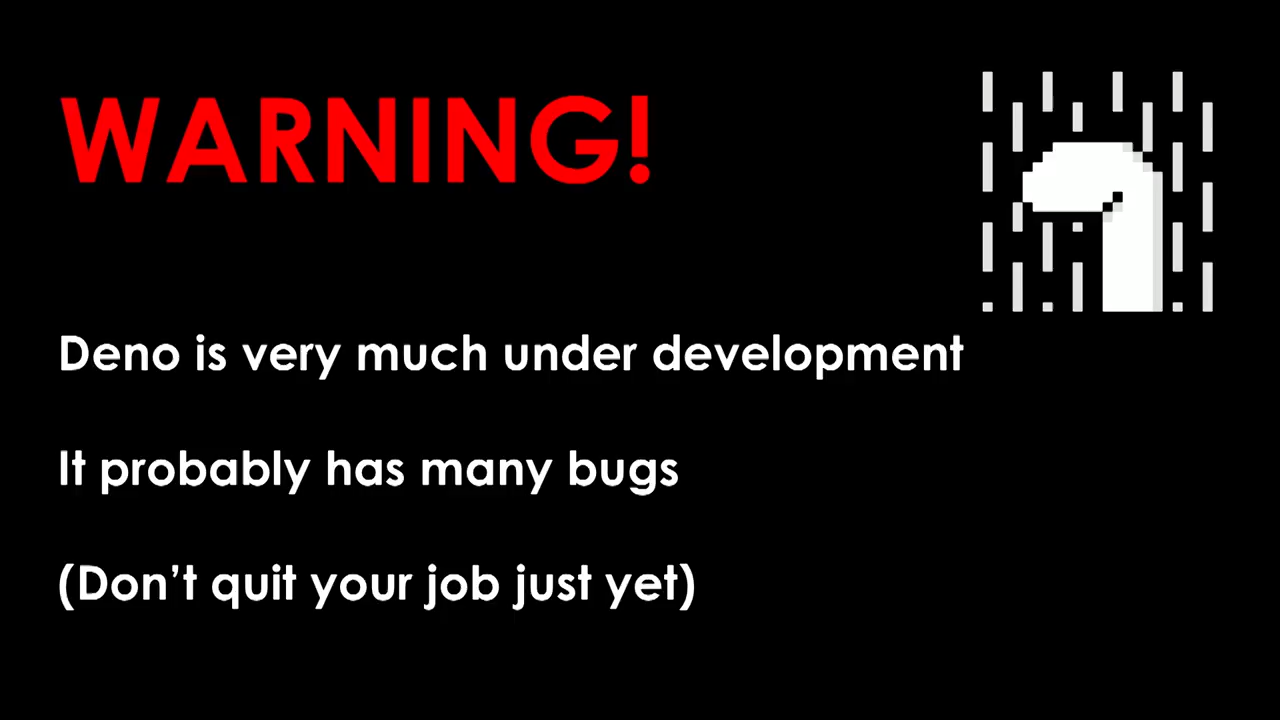 WARNING!
Deno is very much under development
It probably has many bugs
(Don’t quit your job just yet)